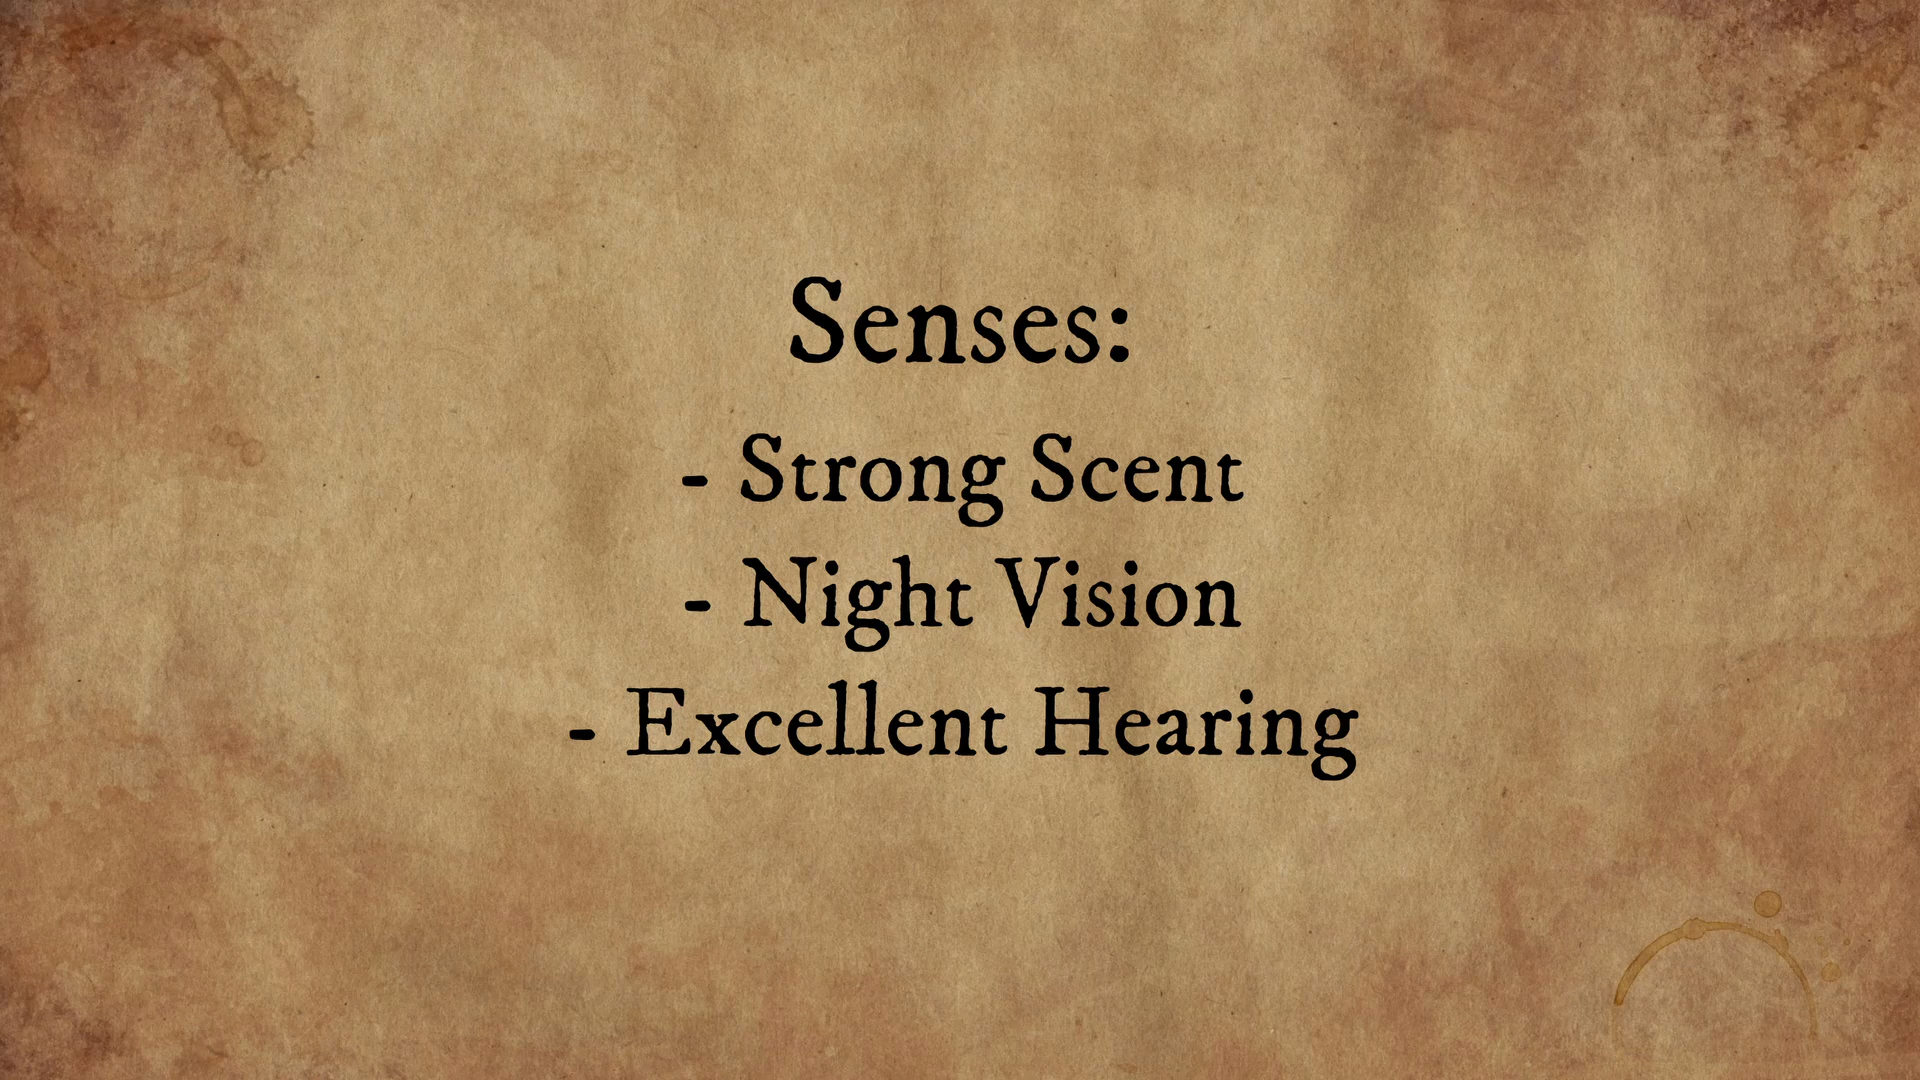 Senses:
- Strong Scent
- Night Vision
- Excellent Hearing